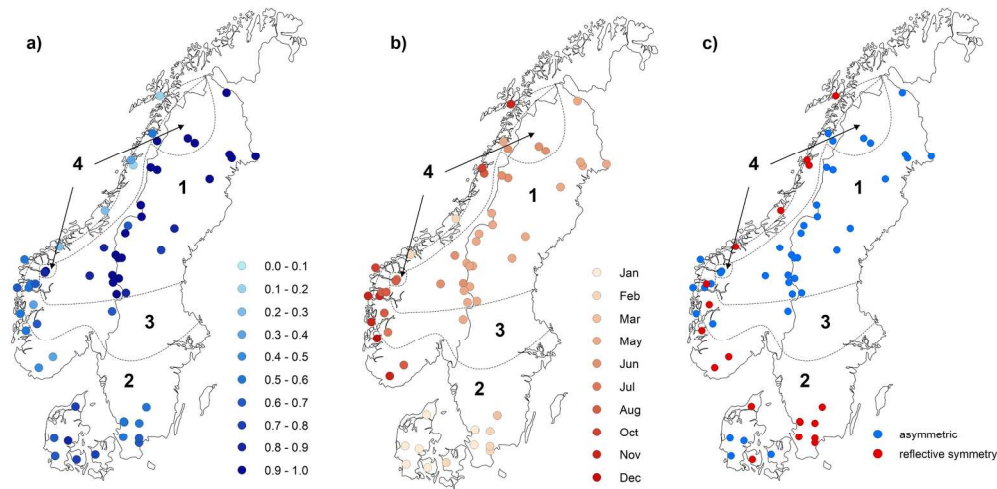 a)
4
1
3
2
0.0 - 0.1
0.1 - 0.2
0.2 - 0.3
0.3 - 0.4
0.4 - 0.5
0.5 - 0.6
0.6 - 0.7
0.7 - 0.8
0.8 - 0.9
0.9 - 1.0
b)
4
1
3
2
Jan
Feb
Mar
May
Jun
Jul
Aug
Oct
Nov
Dec
c)
4
1
3
2
asymmetric
reflective symmetry